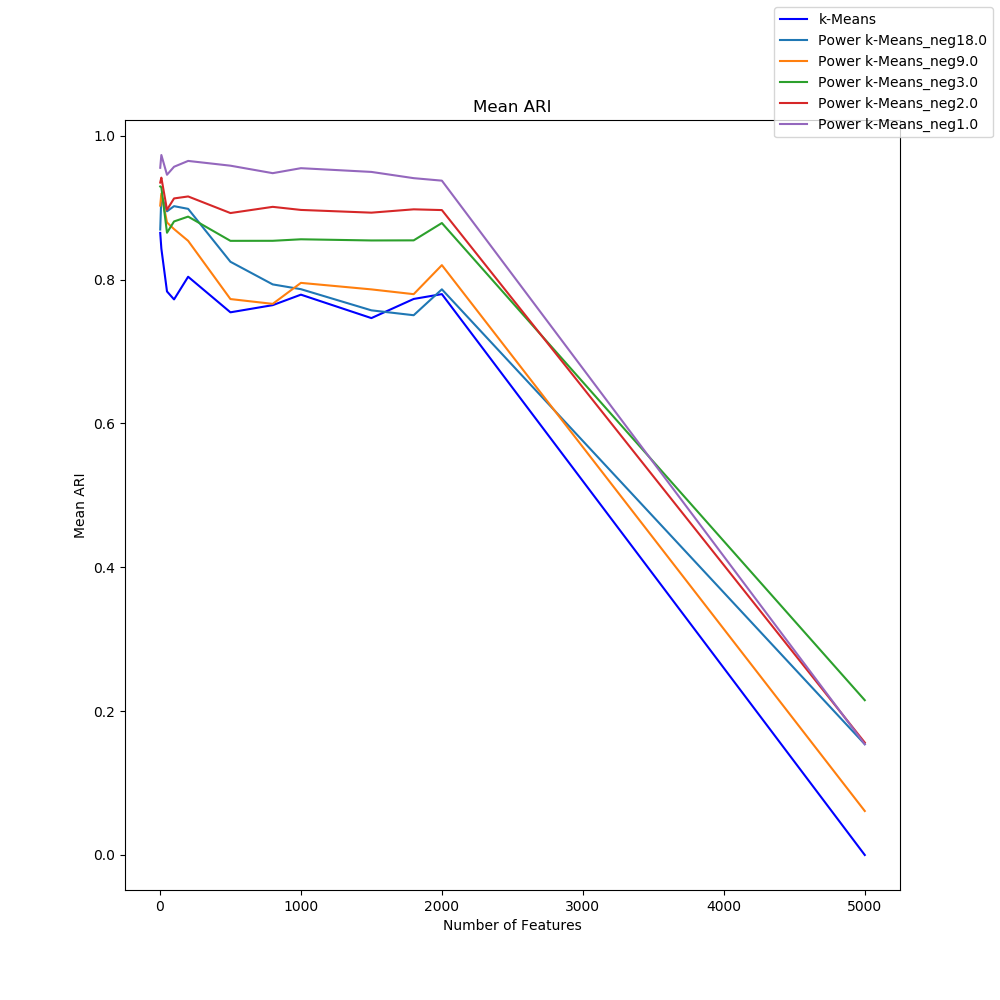 k-Means
Power k-Means_neg18.0
Power k-Means_neg9.0
Power k-Means_neg3.0
Power k-Means_neg2.0
Power k-Means_neg1.0
Mean ARI
1.0
0.8
0.6
0.4
0.2
0.0
Mean ARI
0 1000 2000 3000 4000 5000
Number of Features